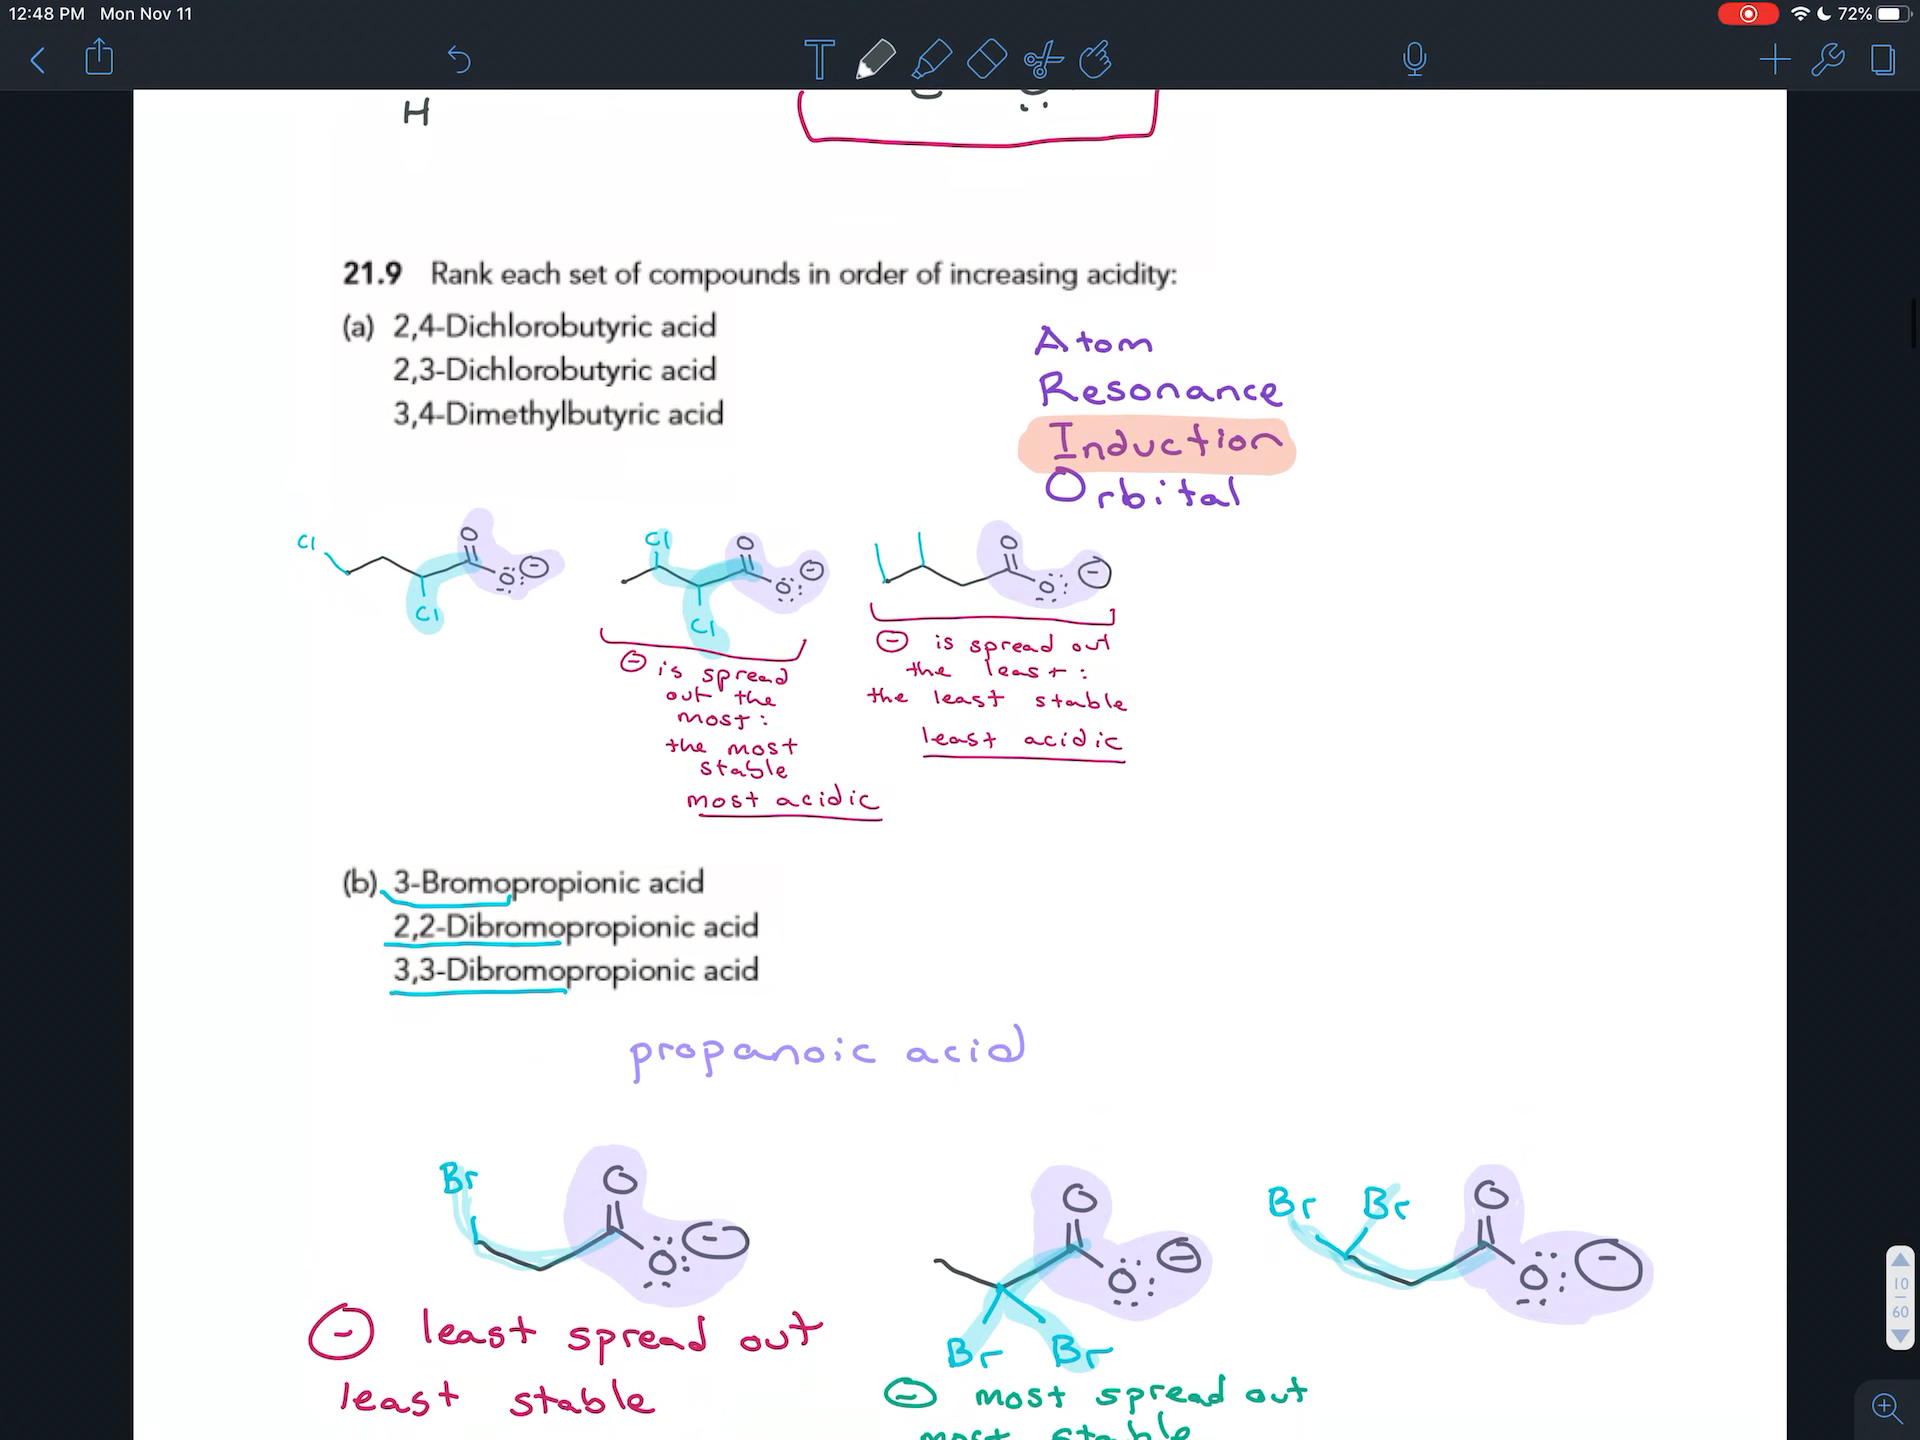 12:48 PM Mon Nov 11
72%
T
H
21.9 Rank each set of compounds in order of increasing acidity:
(a) 2,4-Dichlorobutyric acid
2,3-Dichlorobutyric acid
3,4-Dimethylbutyric acid
Atom
Resonance
Induction
Orbital
Cl
O
O
Cl
Cl
O
O
Cl
O
O
⊖ is spread
out the
most:
the most
stable
most acidic
⊖ is spread out
the least:
the least stable
least acidic
(b) 3-Bromopropionic acid
2,2-Dibromopropionic acid
3,3-Dibromopropionic acid
propanoic acid
Br
O
O
O
O
Br Br
Br Br
O
O
⊖ least spread out
least stable
⊖ most spread out
most stable
10
60